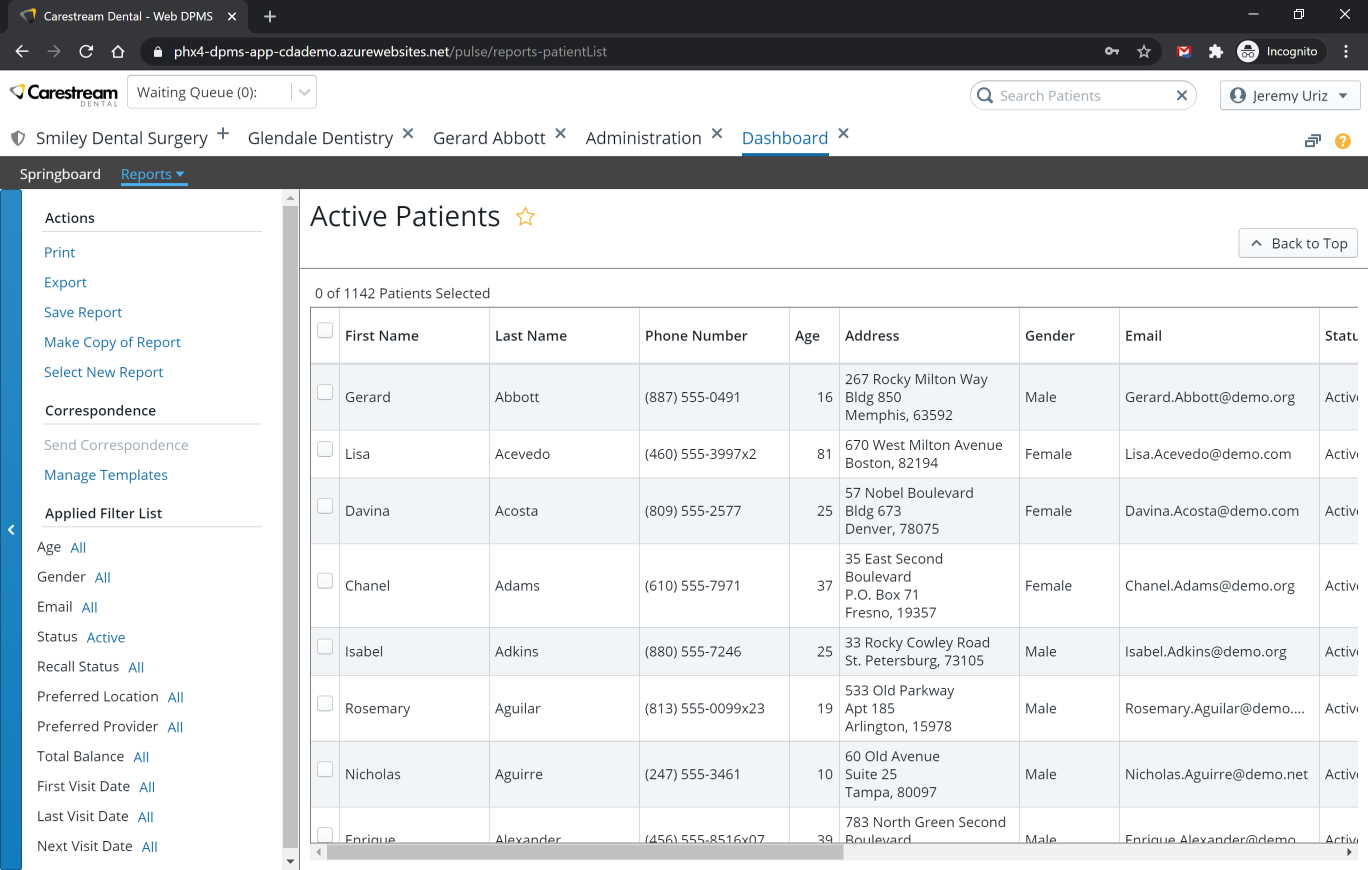 Carestream Dental - Web DPMS
phx4-dpms-app-cdademo.azurewebsites.net/pulse/reports-patientList
Incognito
Carestream
DENTAL
Waiting Queue (0):
Search Patients
Jeremy Uriz
Smiley Dental Surgery
Glendale Dentistry
Gerard Abbott
Administration
Dashboard
?
Springboard
Reports
Actions
Print
Export
Save Report
Make Copy of Report
Select New Report
Correspondence
Send Correspondence
Manage Templates
Applied Filter List
Age All
Gender All
Email All
Status Active
Recall Status All
Preferred Location All
Preferred Provider All
Total Balance All
First Visit Date All
Last Visit Date All
Next Visit Date All
Active Patients
Back to Top
0 of 1142 Patients Selected
First Name Last Name Phone Number Age Address Gender Email Statu
Gerard Abbott (887) 555-0491 16 267 Rocky Milton Way
Bldg 850
Memphis, 63592 Male Gerard.Abbott@demo.org Active
Lisa Acevedo (460) 555-3997x2 81 670 West Milton Avenue
Boston, 82194 Female Lisa.Acevedo@demo.com Active
Davina Acosta (809) 555-2577 25 57 Nobel Boulevard
Bldg 673
Denver, 78075 Female Davina.Acosta@demo.com Active
Chanel Adams (610) 555-7971 37 35 East Second
Boulevard
P.O. Box 71
Fresno, 19357 Female Chanel.Adams@demo.org Active
Isabel Adkins (880) 555-7246 25 33 Rocky Cowley Road
St. Petersburg, 73105 Male Isabel.Adkins@demo.org Active
Rosemary Aguilar (813) 555-0099x23 19 533 Old Parkway
Apt 185
Arlington, 15978 Male Rosemary.Aguilar@demo.... Active
Nicholas Aguirre (247) 555-3461 10 60 Old Avenue
Suite 25
Tampa, 80097 Male Nicholas.Aguirre@demo.net Active
Enrique Alexander (456) 555-8516x07 39 783 North Green Second
Boulevard Male Enrique.Alexander@demo Active